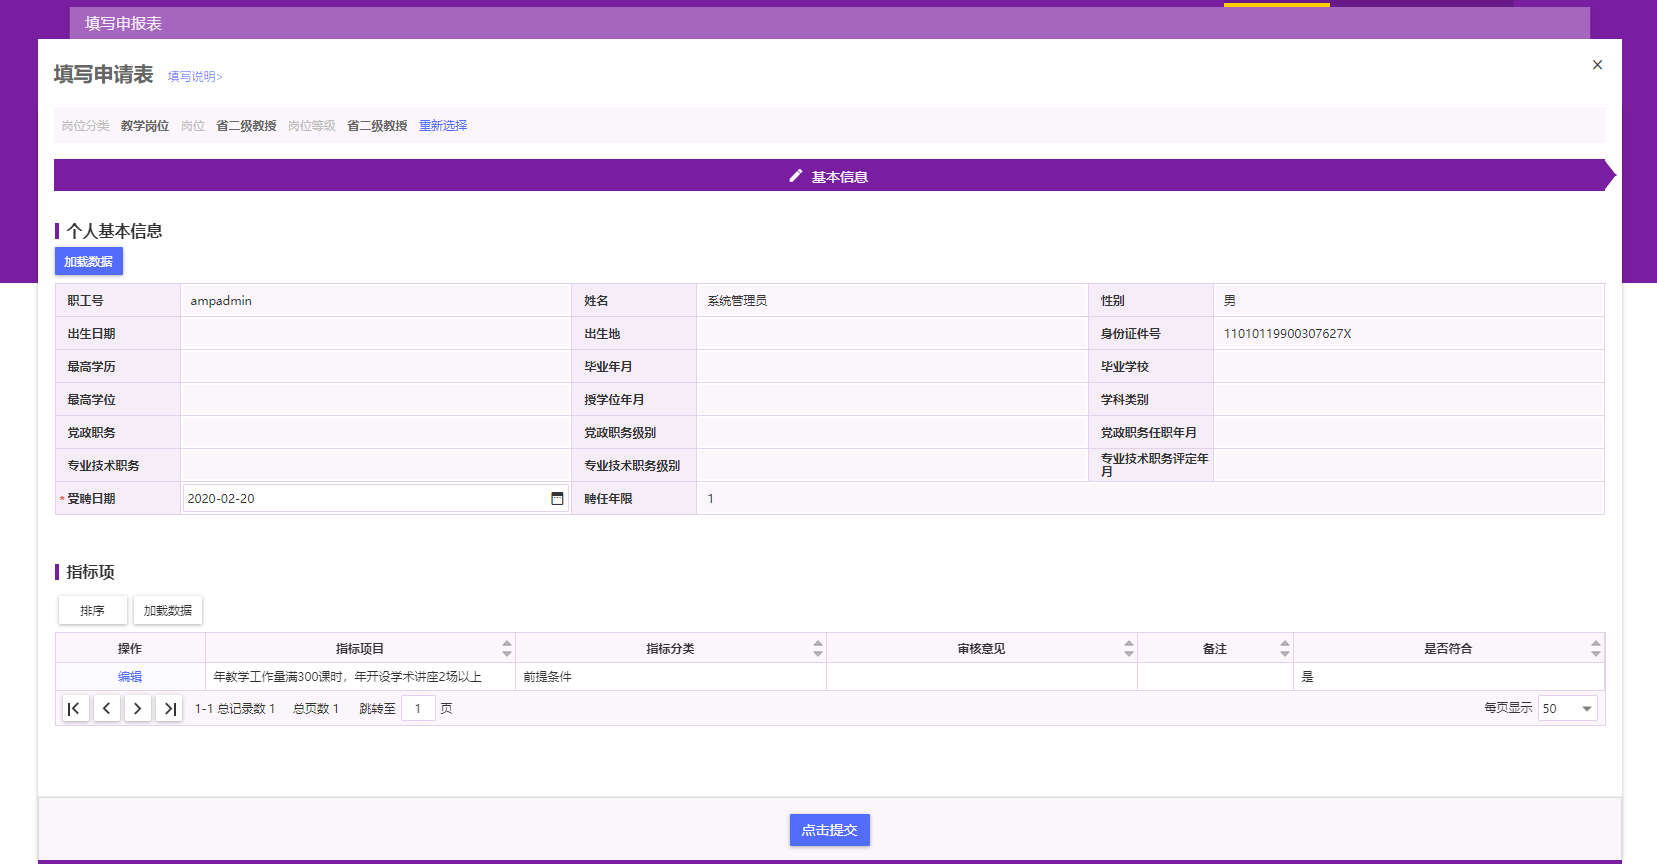 填写申报表
填写申请表 填写说明>
岗位分类 教学岗位 岗位 省二级教授 岗位等级 省二级教授 重新选择
基本信息
个人基本信息
加载数据
职工号 ampadmin 姓名 系统管理员 性别 男
出生日期 出生地 身份证件号 11010119900307627X
最高学历 毕业年月 毕业学校
最高学位 授学位年月 学科类别
党政职务 党政职务级别 党政职务任职年月
专业技术职务 专业技术职务级别 专业技术职务评定年月
*受聘日期 2020-02-20 聘任年限 1
指标项
排序 加载数据
操作 指标项目 指标分类 审核意见 备注 是否符合
编辑 年教学工作量满300课时，年开设学术讲座2场以上 前提条件 是
1-1 总记录数 1 总页数 1 跳转至 1 页 每页显示 50
点击提交